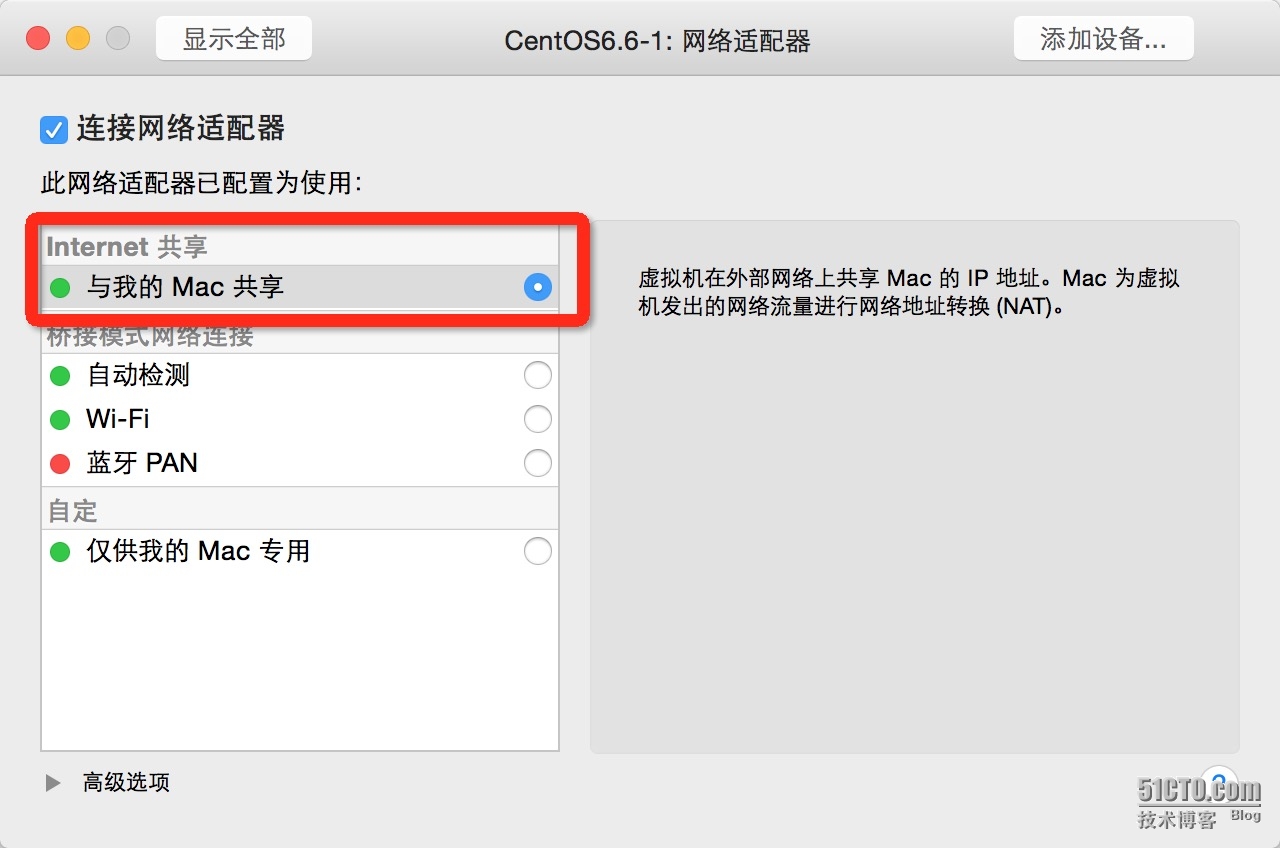 显示全部
CentOS6.6-1: 网络适配器
添加设备...
连接网络适配器
此网络适配器已配置为使用：
Internet 共享
与我的 Mac 共享
桥接模式网络连接
自动检测
Wi-Fi
蓝牙 PAN
自定
仅供我的 Mac 专用
虚拟机在外部网络上共享 Mac 的 IP 地址。Mac 为虚拟
机发出的网络流量进行网络地址转换 (NAT)。
高级选项
?
51CTO.com
技术博客 Blog